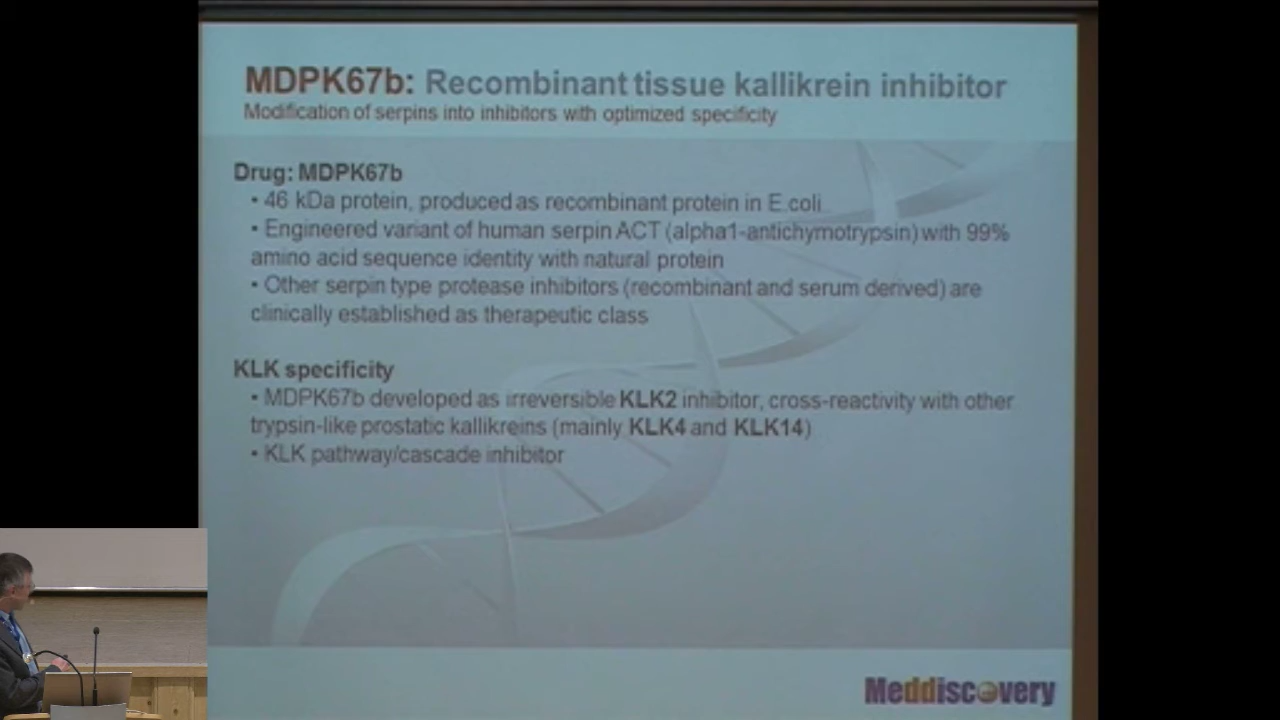 MDPK67b: Recombinant tissue kallikrein inhibitor
Modification of serpins into inhibitors with optimized specificity
Drug: MDPK67b
• 46 kDa protein, produced as recombinant protein in E.coli
• Engineered variant of human serpin ACT (alpha1-antichymotrypsin) with 99%
amino acid sequence identity with natural protein
• Other serpin type protease inhibitors (recombinant and serum derived) are
clinically established as therapeutic class
KLK specificity
• MDPK67b developed as irreversible KLK2 inhibitor, cross-reactivity with other
trypsin-like prostatic kallikreins (mainly KLK4 and KLK14)
• KLK pathway/cascade inhibitor
Meddiscovery